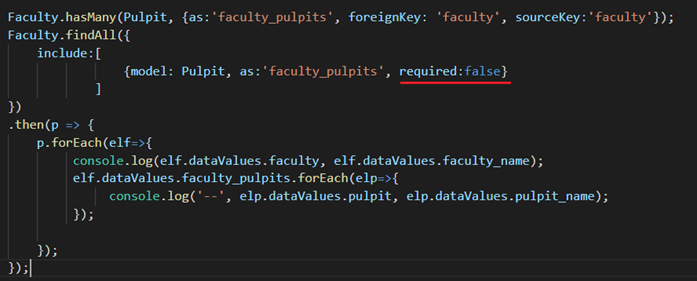 Faculty.hasMany(Pulpit, {as:'faculty_pulpits', foreignKey: 'faculty', sourceKey:'faculty'});
Faculty.findAll({
    include:[
            {model: Pulpit, as:'faculty_pulpits', required:false}
            ]
})
.then(p => {
    p.forEach(elf=>{
        console.log(elf.dataValues.faculty, elf.dataValues.faculty_name);
        elf.dataValues.faculty_pulpits.forEach(elp=>{
            console.log('--', elp.dataValues.pulpit, elp.dataValues.pulpit_name);
        });
    });
});